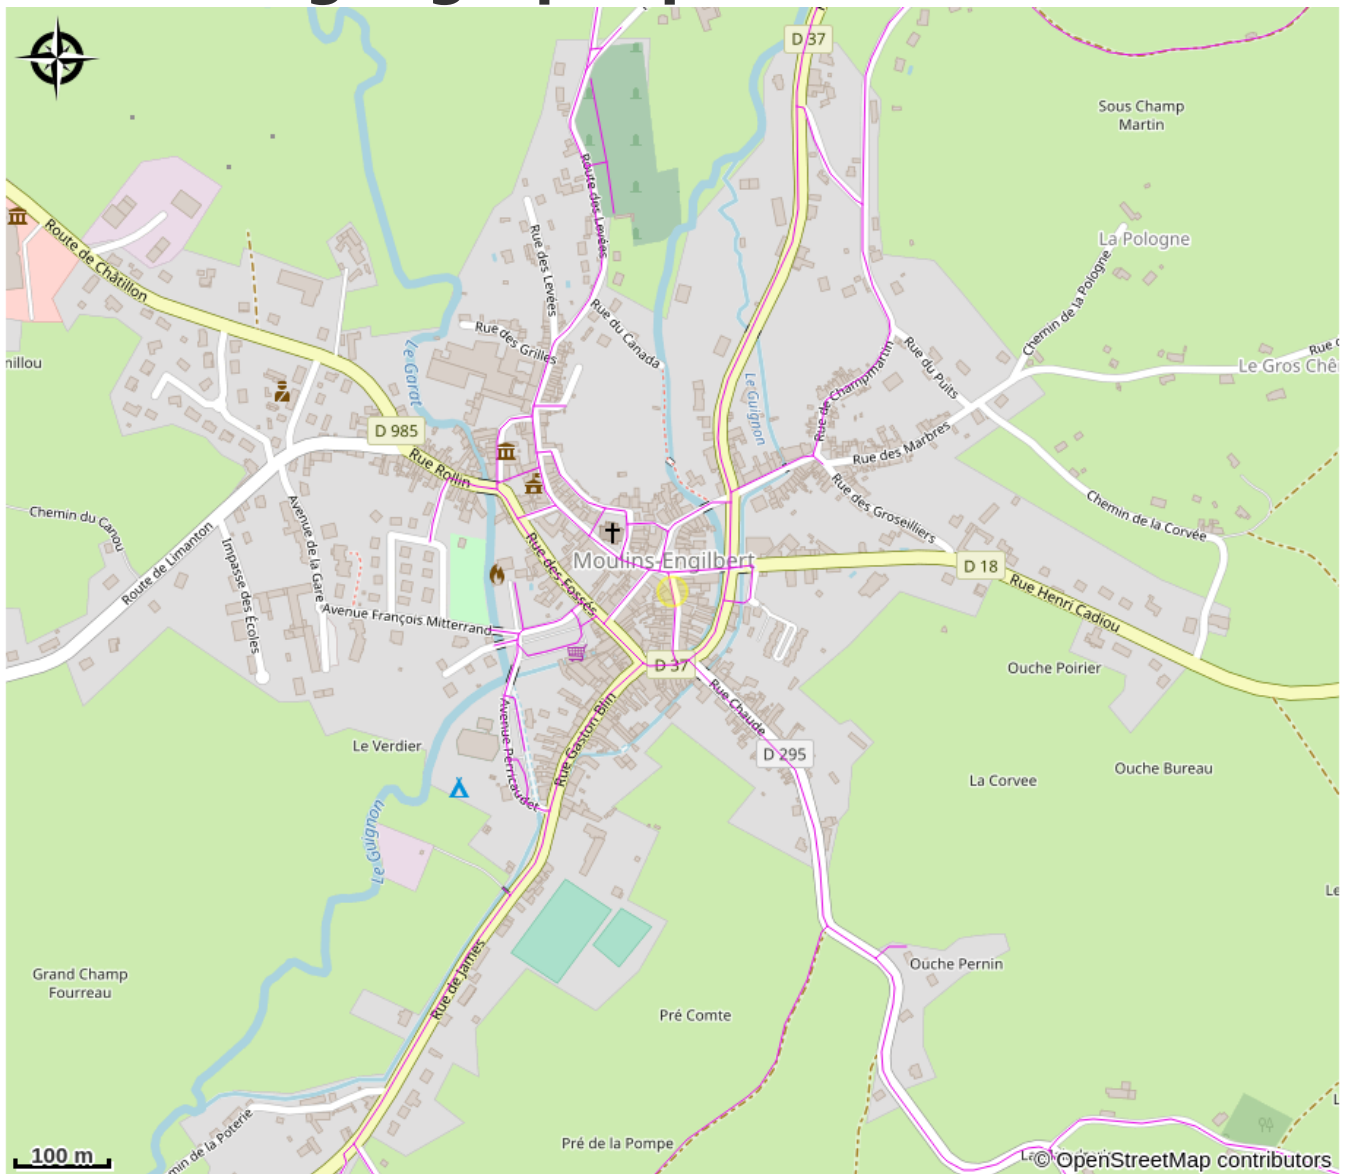 D 37
Sous Champ
Martin
Route de Châtillon
Route des Levées
Rue des Levées
La Pologne
Chemin de la Pologne
Rue des Grilles
Rue du Canada
Le Garat
Le Guignon
Rue de Champmartin
Rue du Puits
Le Gros Chê
D 985
Rue Rollin
Rue des Marbres
Rue des Groseilliers
Chemin de la Corvée
Chemin du Canou
Route de Limanton
Avenue de la Gare
Impasse des Écoles
Rue des Fossés
Moulins-Engilbert
D 18
Rue Henri Cadiou
Avenue François Mitterrand
D 37
Ouche Poirier
Rue Chaude
Rue Gaston Blin
Avenue Perricaudet
Le Verdier
D 295
La Corvee
Ouche Bureau
Le Guignon
Grand Champ
Fourreau
Rue de James
Ouche Pernin
Pré Comte
Pré de la Pompe
min de la Poterie
100 m
© OpenStreetMap contributors